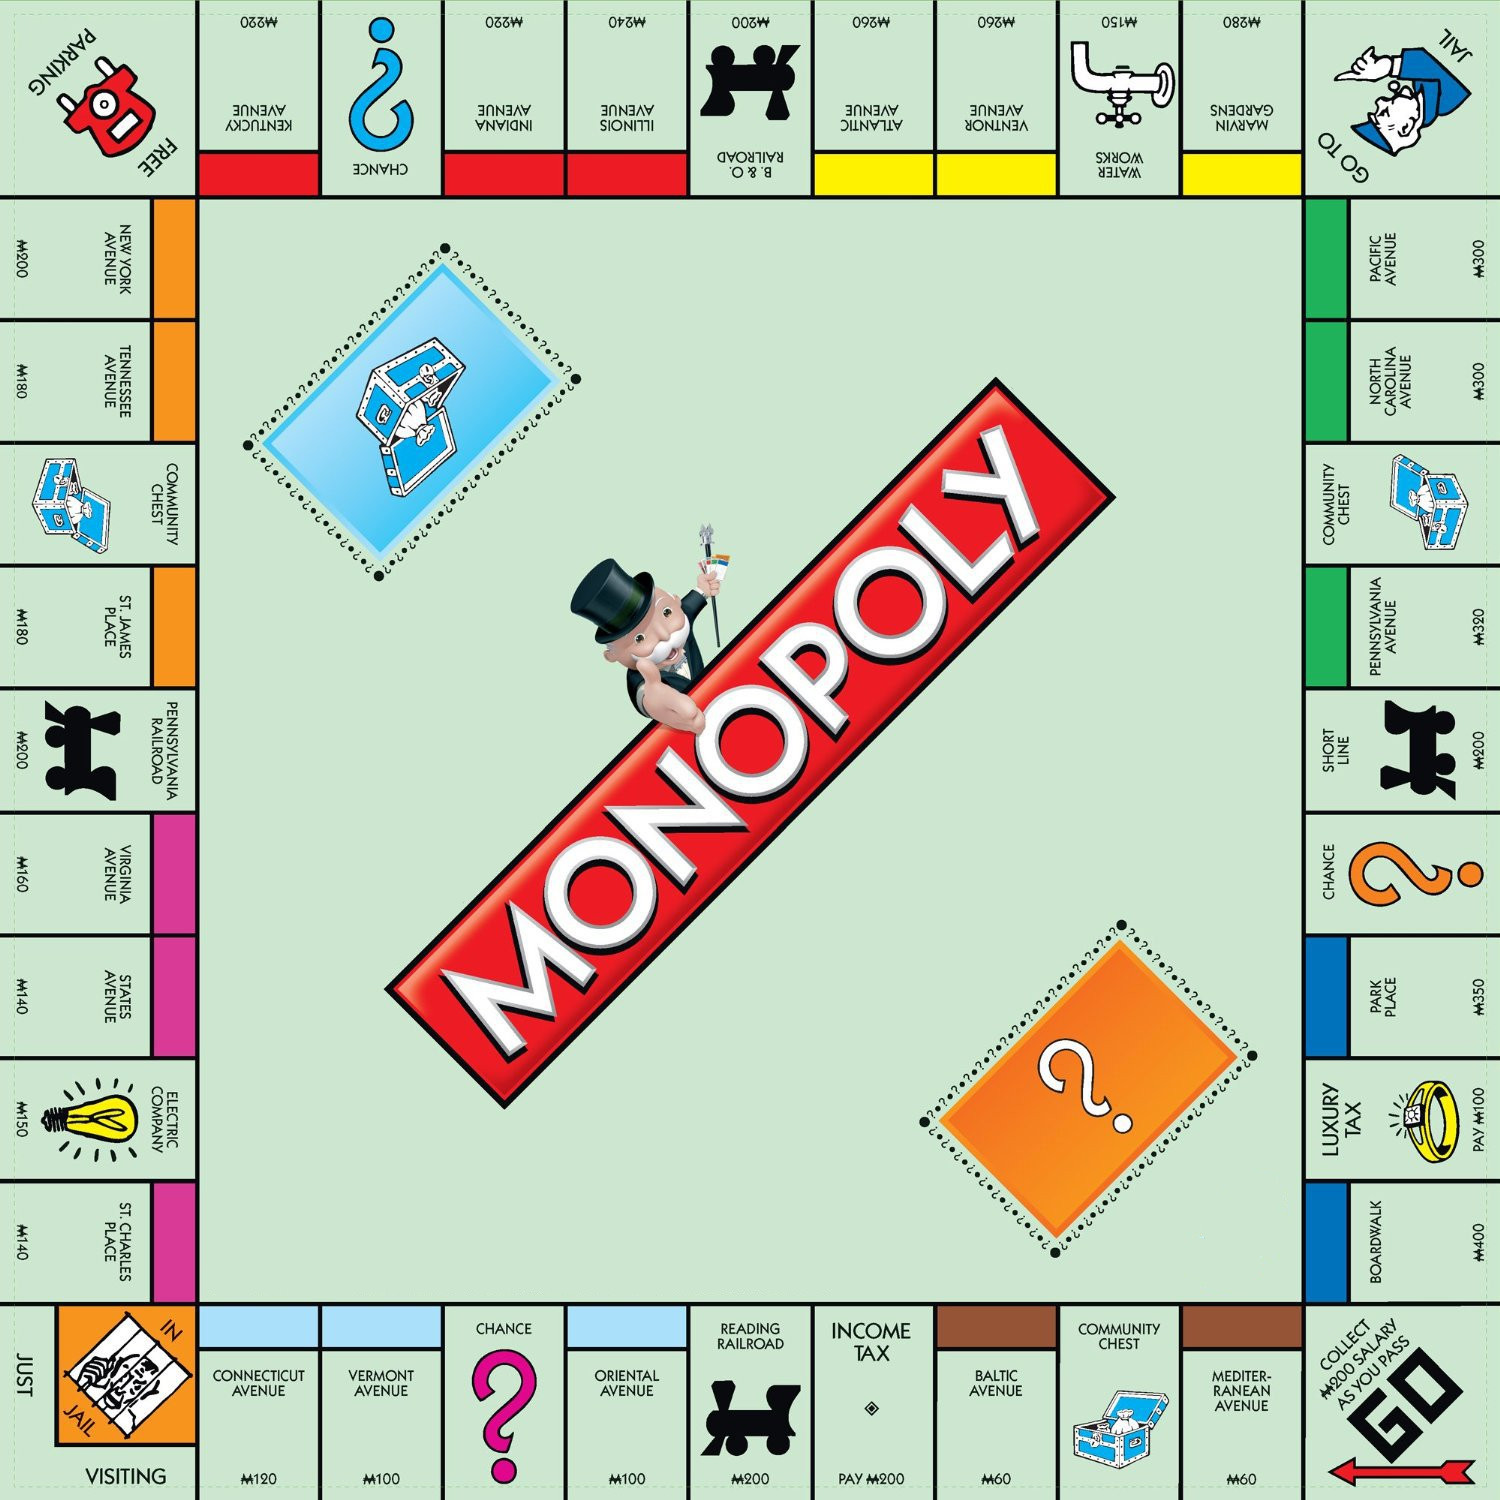 ₩220
KENTUCKY
AVENUE
CHANCE
₩220
INDIANA
AVENUE
₩240
ILLINOIS
AVENUE
₩200
B. & O.
RAILROAD
₩260
ATLANTIC
AVENUE
₩260
VENTNOR
AVENUE
₩150
WATER
WORKS
₩280
MARVIN
GARDENS
GO TO
JAIL
FREE
PARKING
NEW YORK
AVENUE
₩200
TENNESSEE
AVENUE
₩180
COMMUNITY
CHEST
ST. JAMES
PLACE
₩180
PENNSYLVANIA
RAILROAD
₩200
VIRGINIA
AVENUE
₩160
STATES
AVENUE
₩140
ELECTRIC
COMPANY
₩150
ST. CHARLES
PLACE
₩140
MONOPOLY
?
PACIFIC
AVENUE
₩300
NORTH
CAROLINA
AVENUE
₩300
COMMUNITY
CHEST
PENNSYLVANIA
AVENUE
₩320
SHORT
LINE
₩200
CHANCE
?
PARK
PLACE
₩350
LUXURY
TAX
PAY ₩100
BOARDWALK
₩400
IN
JAIL
JUST
VISITING
CONNECTICUT
AVENUE
₩120
VERMONT
AVENUE
₩100
CHANCE
?
ORIENTAL
AVENUE
₩100
READING
RAILROAD
₩200
INCOME
TAX
PAY ₩200
BALTIC
AVENUE
₩60
COMMUNITY
CHEST
MEDITER-
RANEAN
AVENUE
₩60
COLLECT
₩200 SALARY
AS YOU PASS
GO